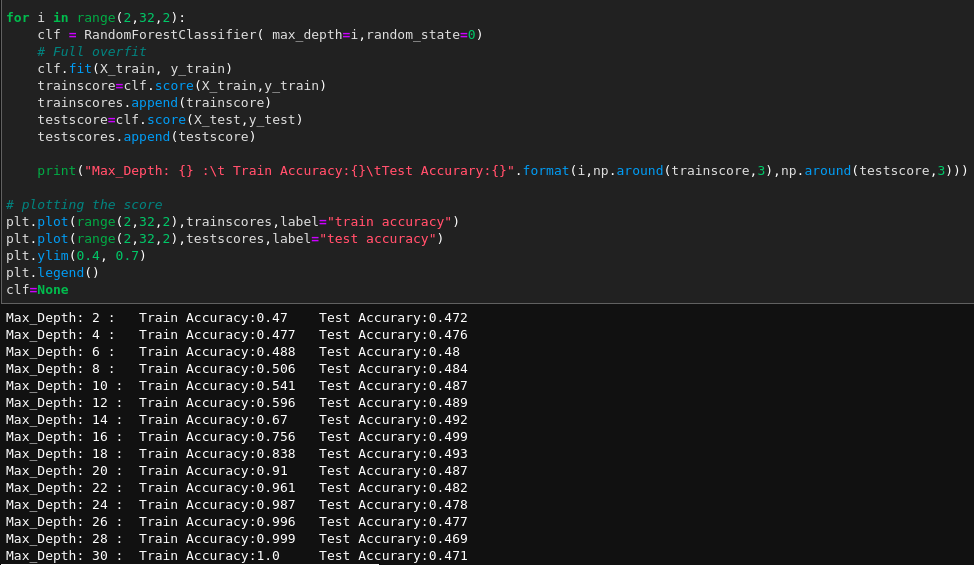 for i in range(2,32,2):
    clf = RandomForestClassifier( max_depth=i,random_state=0)
    # Full overfit
    clf.fit(X_train, y_train)
    trainscore=clf.score(X_train,y_train)
    trainscores.append(trainscore)
    testscore=clf.score(X_test,y_test)
    testscores.append(testscore)
    print("Max_Depth: {} :\t Train Accuracy:{}\tTest Accurary:{}".format(i,np.around(trainscore,3),np.around(testscore,3)))
# plotting the score
plt.plot(range(2,32,2),trainscores,label="train accuracy")
plt.plot(range(2,32,2),testscores,label="test accuracy")
plt.ylim(0.4, 0.7)
plt.legend()
clf=None
Max_Depth: 2 :   Train Accuracy:0.47    Test Accurary:0.472
Max_Depth: 4 :   Train Accuracy:0.477   Test Accurary:0.476
Max_Depth: 6 :   Train Accuracy:0.488   Test Accurary:0.48
Max_Depth: 8 :   Train Accuracy:0.506   Test Accurary:0.484
Max_Depth: 10 :  Train Accuracy:0.541   Test Accurary:0.487
Max_Depth: 12 :  Train Accuracy:0.596   Test Accurary:0.489
Max_Depth: 14 :  Train Accuracy:0.67    Test Accurary:0.492
Max_Depth: 16 :  Train Accuracy:0.756   Test Accurary:0.499
Max_Depth: 18 :  Train Accuracy:0.838   Test Accurary:0.493
Max_Depth: 20 :  Train Accuracy:0.91    Test Accurary:0.487
Max_Depth: 22 :  Train Accuracy:0.961   Test Accurary:0.482
Max_Depth: 24 :  Train Accuracy:0.987   Test Accurary:0.478
Max_Depth: 26 :  Train Accuracy:0.996   Test Accurary:0.477
Max_Depth: 28 :  Train Accuracy:0.999   Test Accurary:0.469
Max_Depth: 30 :  Train Accuracy:1.0     Test Accurary:0.471